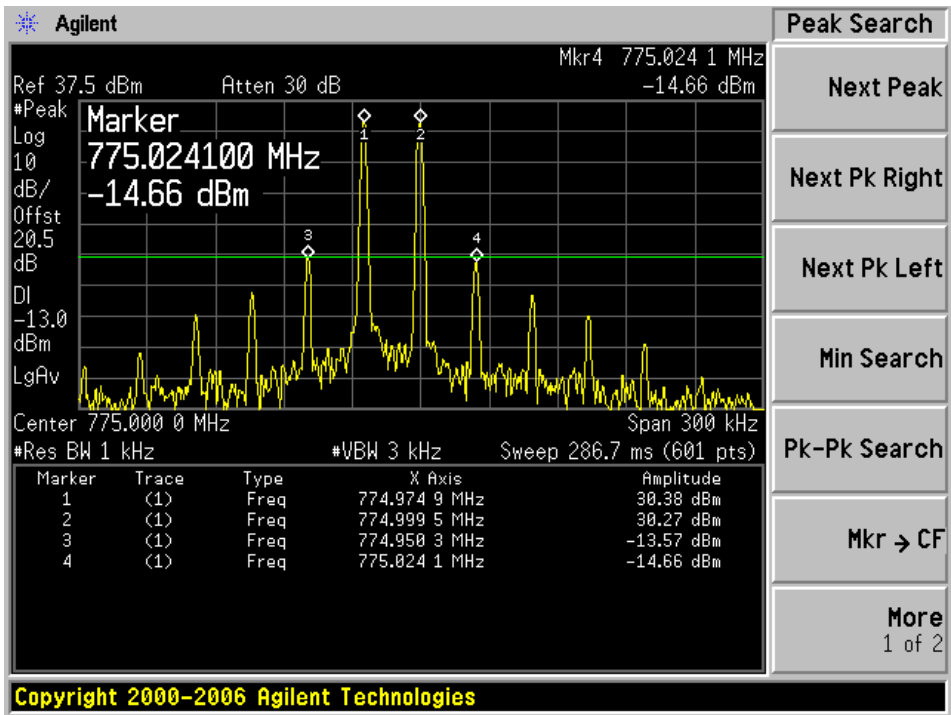 Agilent
Peak Search
Mkr4 775.024 1 MHz
Ref 37.5 dBm Atten 30 dB −14.66 dBm
#Peak
Log
10
dB/
Offst
20.5
dB
DI
−13.0
dBm
LgAv
Marker
775.024100 MHz
−14.66 dBm
1
2
3
4
Center 775.000 0 MHz Span 300 kHz
#Res BW 1 kHz #VBW 3 kHz Sweep 286.7 ms (601 pts)
Marker Trace Type X Axis Amplitude
1 (1) Freq 774.974 9 MHz 30.38 dBm
2 (1) Freq 774.999 5 MHz 30.27 dBm
3 (1) Freq 774.950 3 MHz −13.57 dBm
4 (1) Freq 775.024 1 MHz −14.66 dBm
Next Peak
Next Pk Right
Next Pk Left
Min Search
Pk−Pk Search
Mkr → CF
More
1 of 2
Copyright 2000−2006 Agilent Technologies